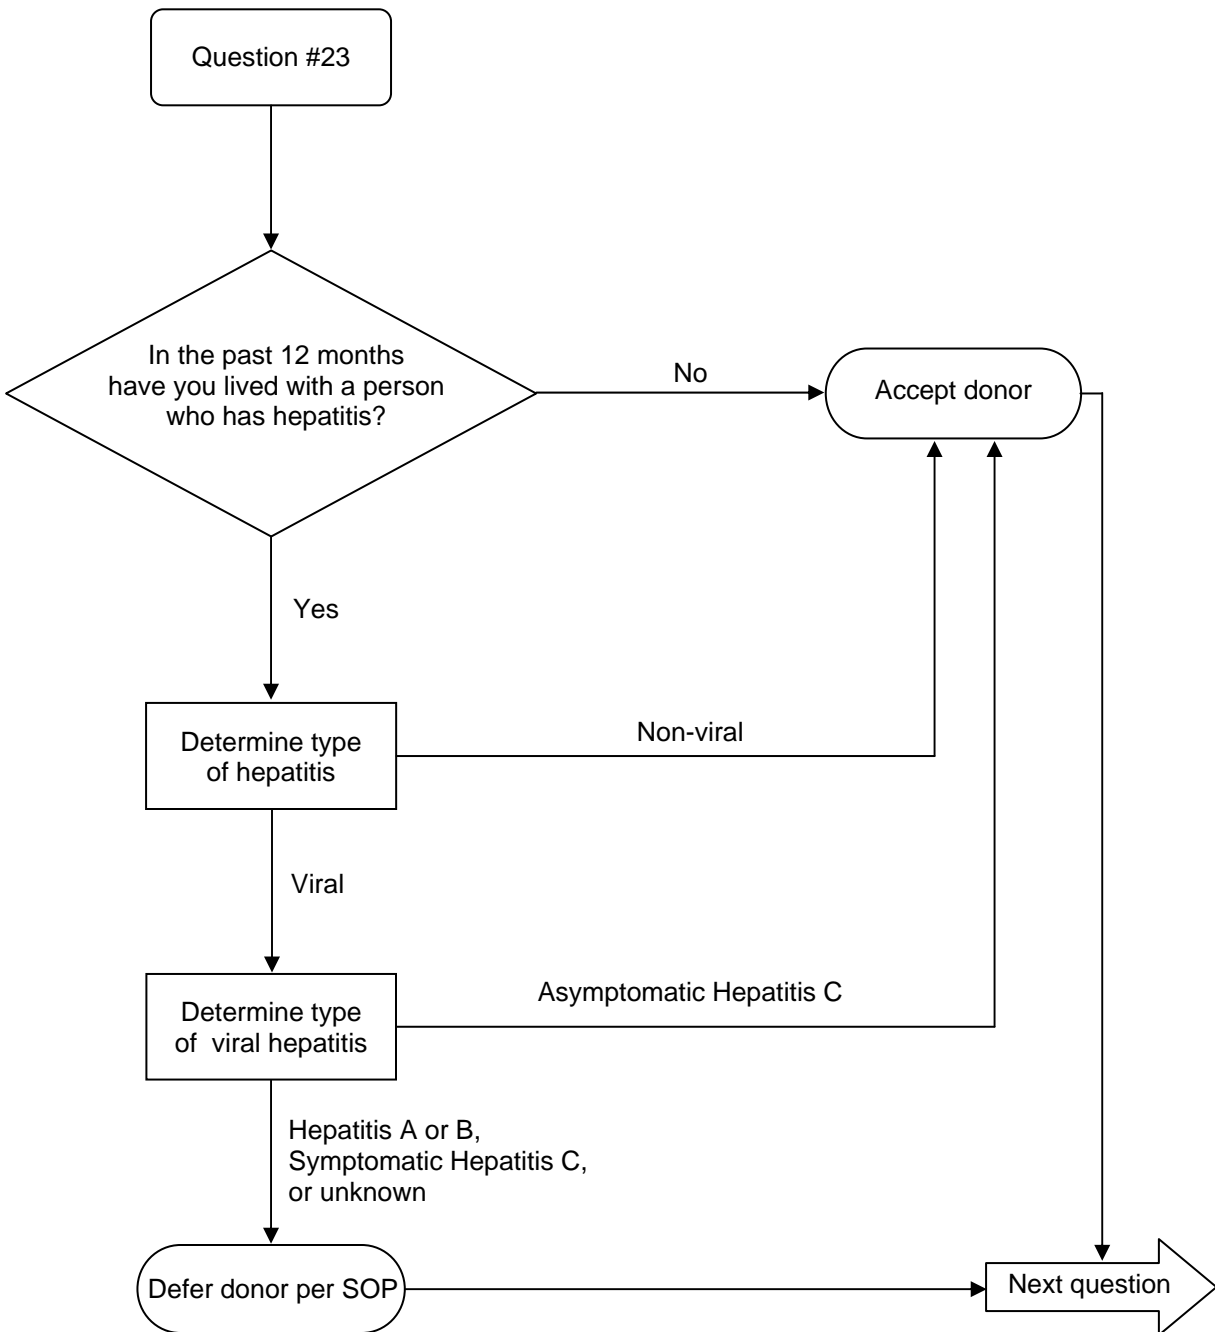 Question #23
In the past 12 months
have you lived with a person
who has hepatitis?
No
Accept donor
Yes
Determine type
of hepatitis
Non-viral
Viral
Determine type
of viral hepatitis
Asymptomatic Hepatitis C
Hepatitis A or B,
Symptomatic Hepatitis C,
or unknown
Defer donor per SOP
Next question